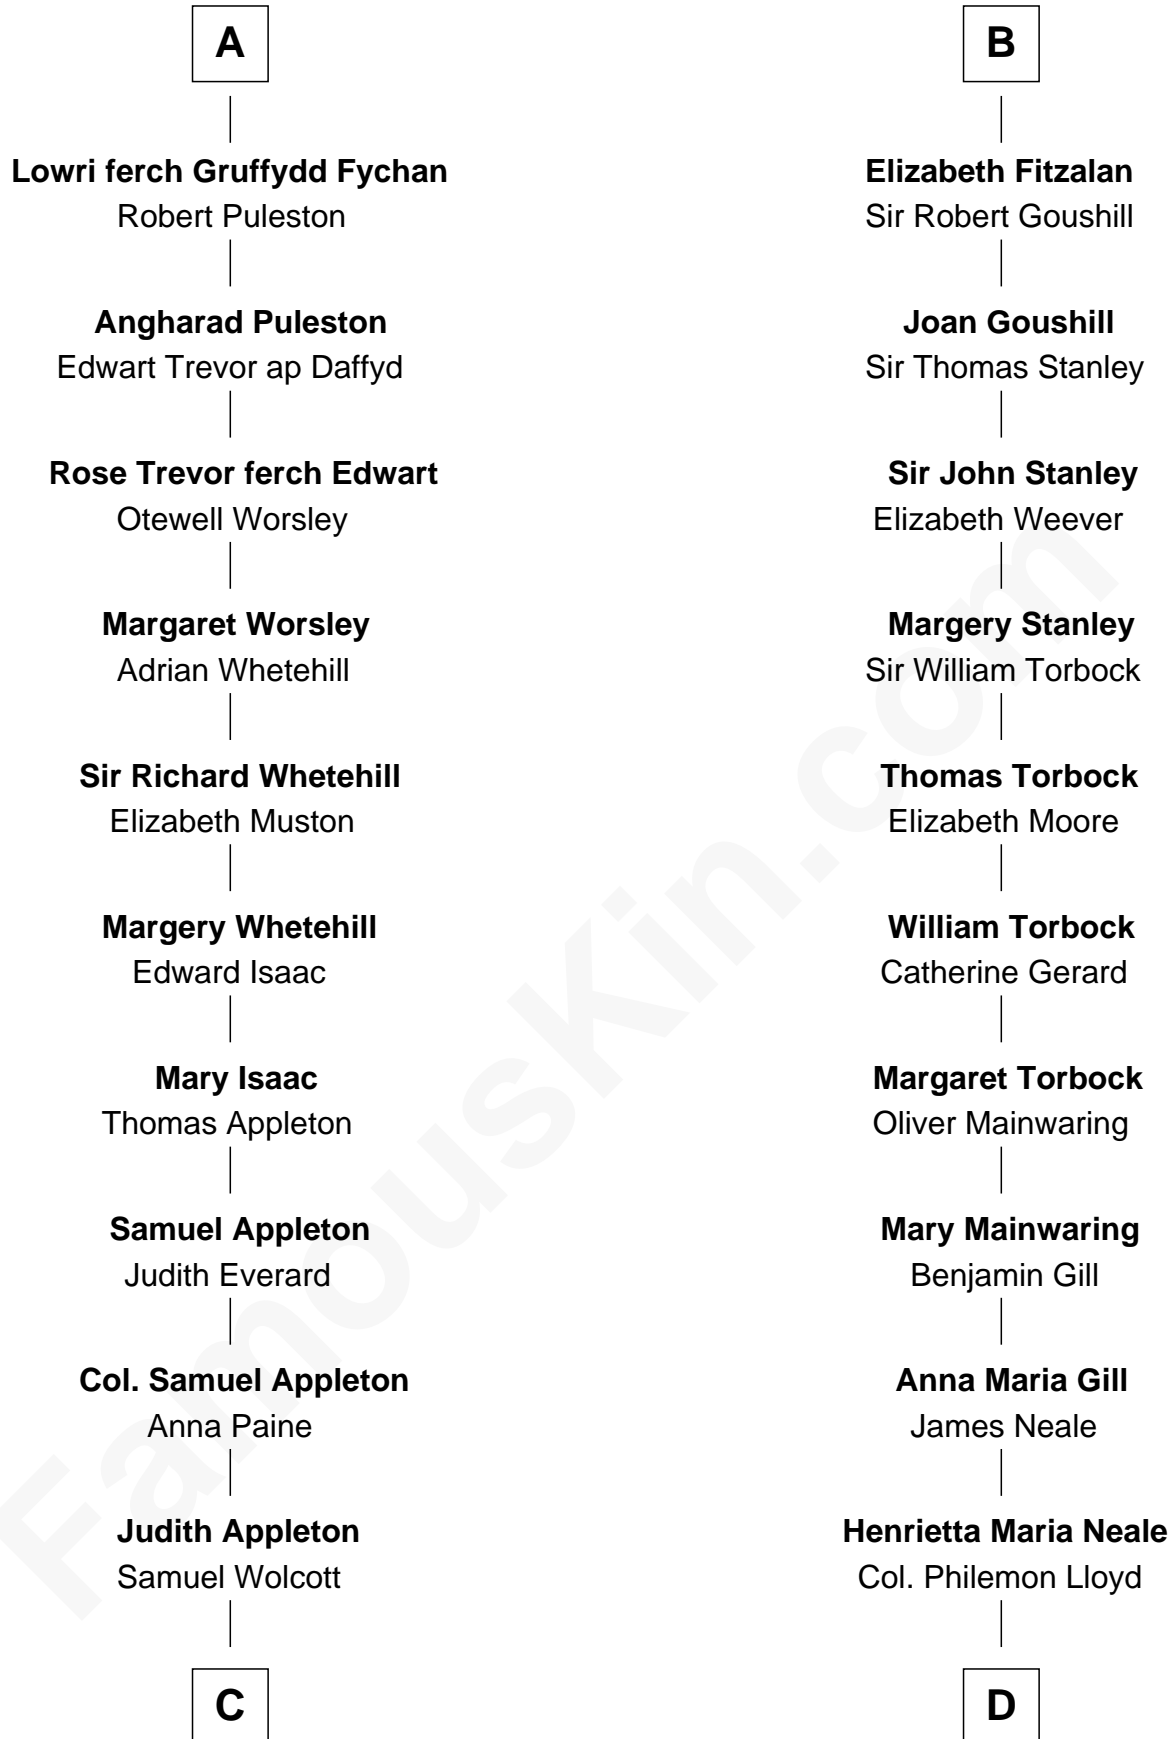 A
Lowri ferch Gruffydd Fychan
Robert Puleston
Angharad Puleston
Edwart Trevor ap Daffyd
Rose Trevor ferch Edwart
Otewell Worsley
Margaret Worsley
Adrian Whetehill
Sir Richard Whetehill
Elizabeth Muston
Margery Whetehill
Edward Isaac
Mary Isaac
Thomas Appleton
Samuel Appleton
Judith Everard
Col. Samuel Appleton
Anna Paine
Judith Appleton
Samuel Wolcott
C
B
Elizabeth Fitzalan
Sir Robert Goushill
Joan Goushill
Sir Thomas Stanley
Sir John Stanley
Elizabeth Weever
Margery Stanley
Sir William Torbock
Thomas Torbock
Elizabeth Moore
William Torbock
Catherine Gerard
Margaret Torbock
Oliver Mainwaring
Mary Mainwaring
Benjamin Gill
Anna Maria Gill
James Neale
Henrietta Maria Neale
Col. Philemon Lloyd
D
FamousKin.com